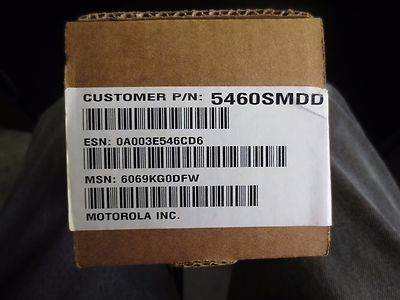 CUSTOMER P/N: 5460SMDD
ESN: 0A003E546CD6
MSN: 6069KG0DFW
MOTOROLA INC.